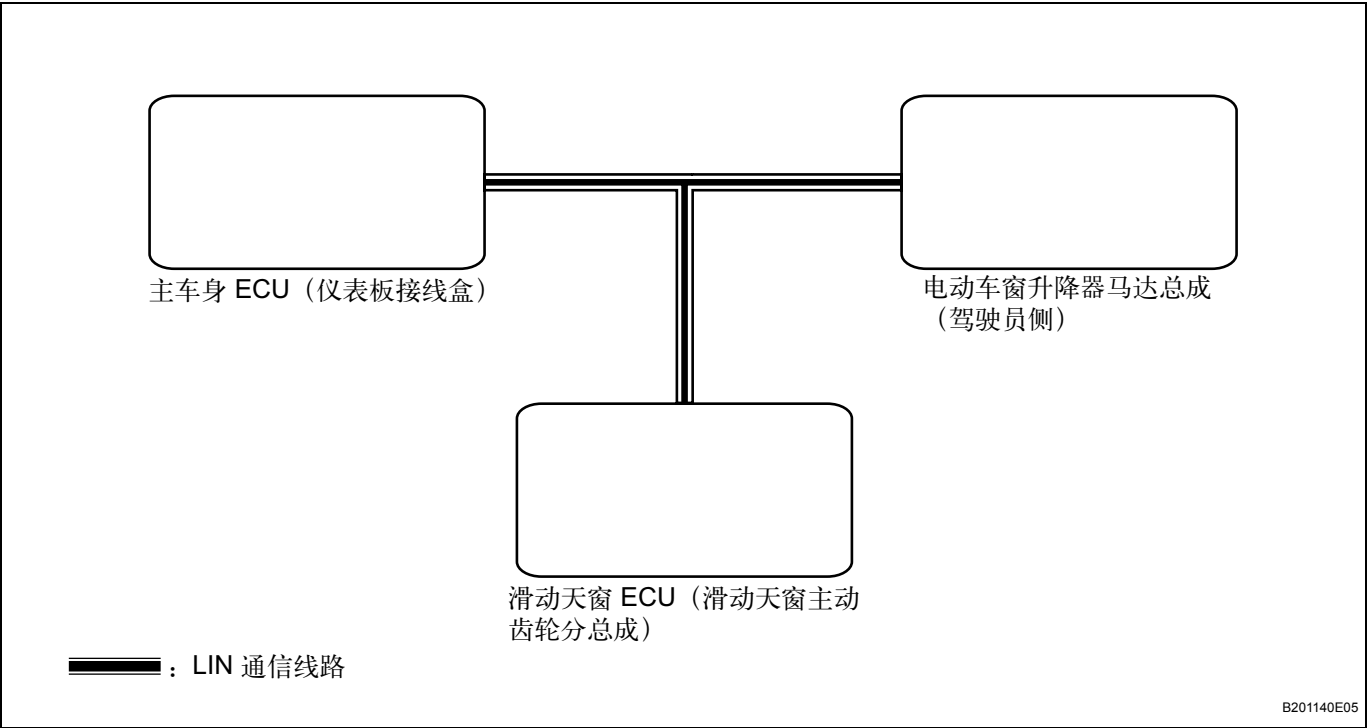 主车身 ECU（仪表板接线盒）
电动车窗升降器马达总成
（驾驶员侧）
滑动天窗 ECU（滑动天窗主动
齿轮分总成）
：LIN 通信线路
B201140E05